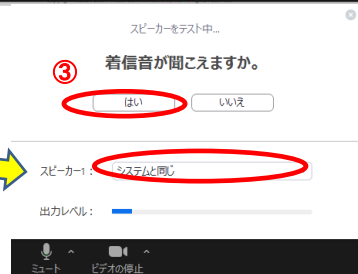 スピーカーをテスト中...
着信音が聞こえますか。
③
はい
いいえ
スピーカー1：
システムと同じ
出力レベル：
ミュート
ビデオの停止